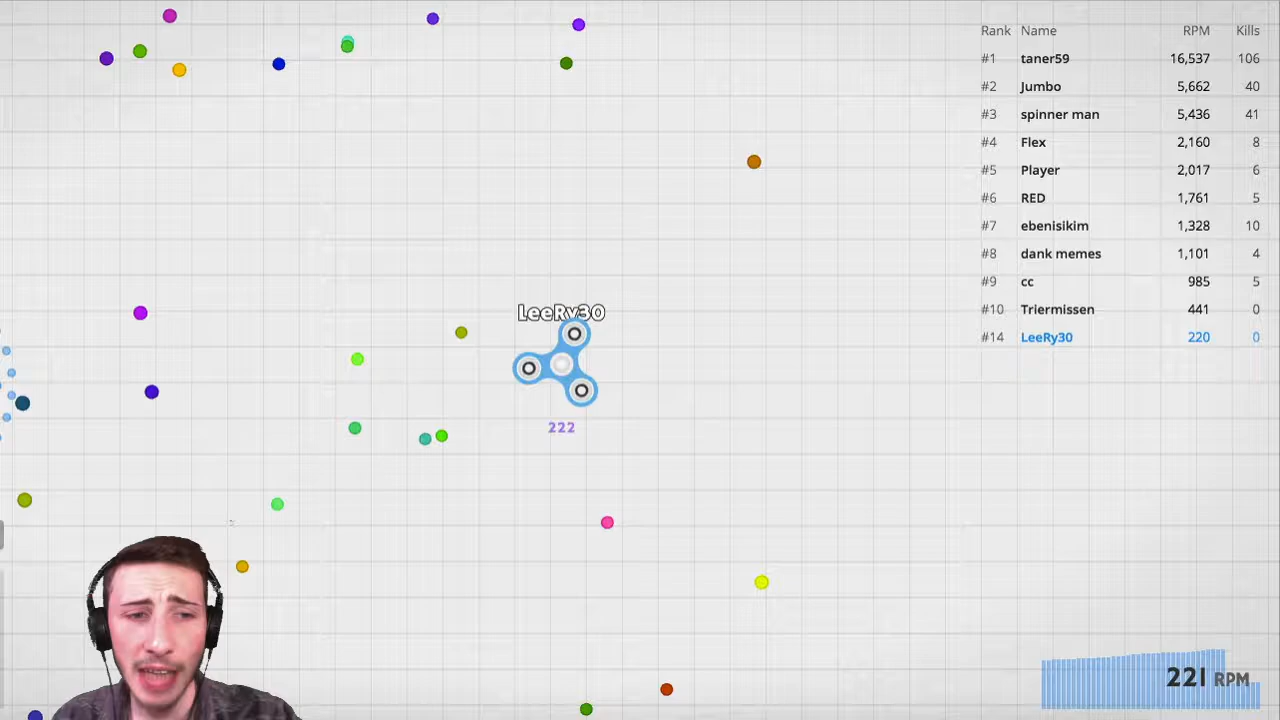 Rank Name RPM Kills
#1 taner59 16,537 106
#2 Jumbo 5,662 40
#3 spinner man 5,436 41
#4 Flex 2,160 8
#5 Player 2,017 6
#6 RED 1,761 5
#7 ebenisikim 1,328 10
#8 dank memes 1,101 4
#9 cc 985 5
#10 Triermissen 441 0
#14 LeeRy30 220 0
LeeRy30
222
221 RPM